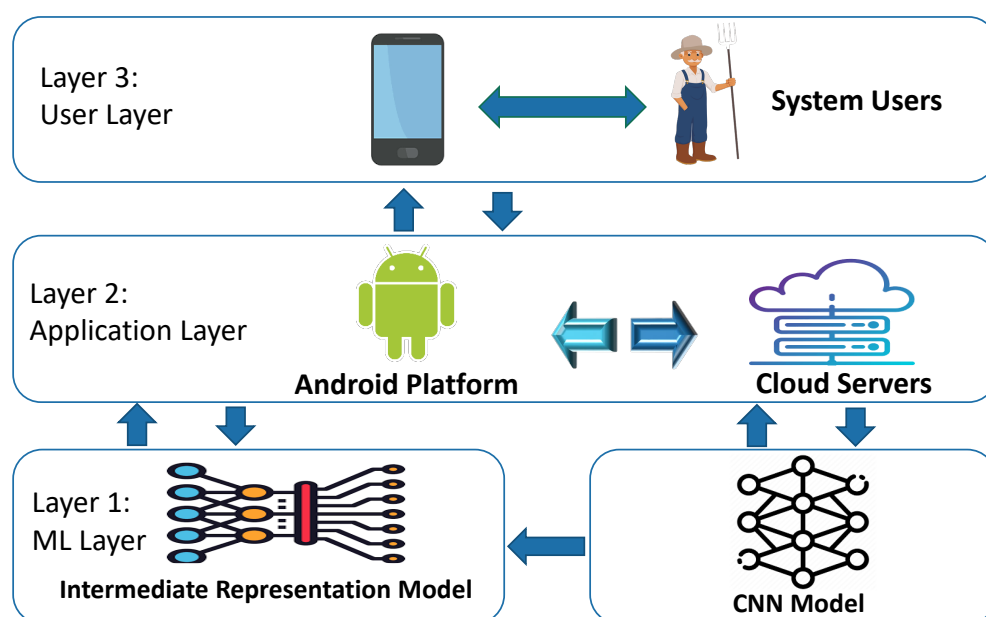 Layer 3:
User Layer
System Users
Layer 2:
Application Layer
Android Platform
Cloud Servers
Layer 1:
ML Layer
Intermediate Representation Model
CNN Model